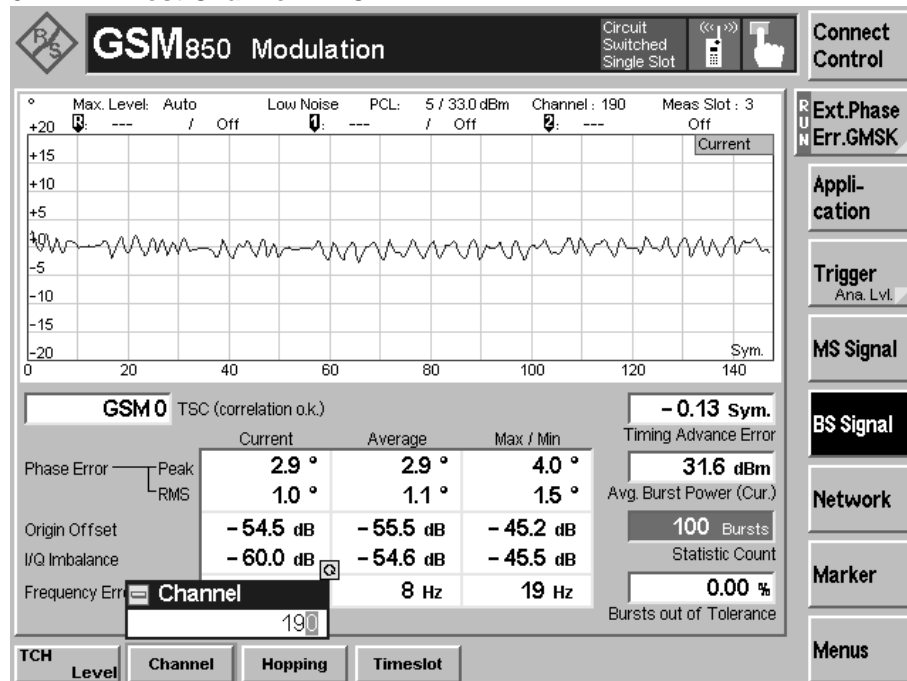 R/S
GSM850 Modulation
Circuit
Switched
Single Slot
Connect
Control
° Max. Level: Auto Low Noise PCL: 5 / 33.0 dBm Channel : 190 Meas Slot : 3
+20 R: --- / Off 1: --- / Off 2: --- Off
Current
RUN
Ext.Phase
Err.GMSK
+15
+10
+5
-5
-10
-15
-20
Sym.
0 20 40 60 80 100 120 140
Appli-
cation
Trigger
Ana. Lvl.
MS Signal
BS Signal
Network
Marker
Menus
GSM 0 TSC (correlation o.k.)
– 0.13 Sym.
Timing Advance Error
Current Average Max / Min
Phase Error Peak 2.9 ° 2.9 ° 4.0 °
31.6 dBm
RMS 1.0 ° 1.1 ° 1.5 °
Avg. Burst Power (Cur.)
Origin Offset – 54.5 dB – 55.5 dB – 45.2 dB
100 Bursts
I/Q Imbalance – 60.0 dB – 54.6 dB – 45.5 dB
Statistic Count
8 Hz 19 Hz
0.00 %
Frequency
Bursts out of Tolerance
Channel
190
TCH
Level
Channel
Hopping
Timeslot